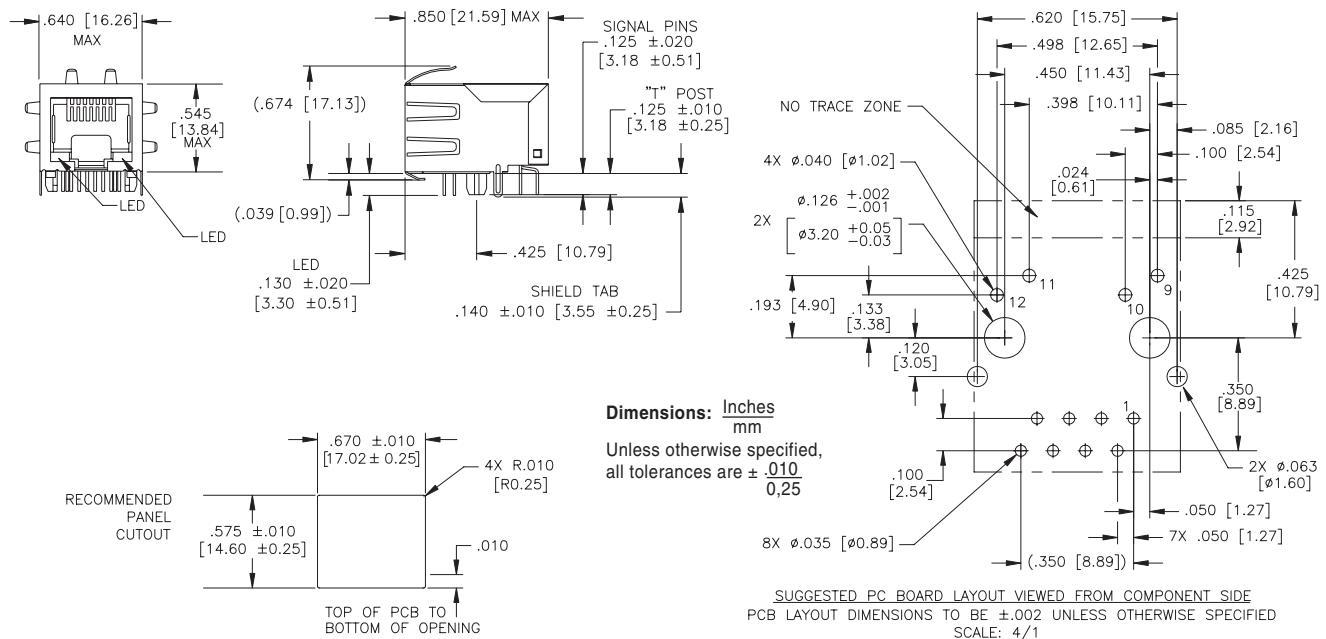 .640 [16.26]
MAX
.545
[13.84]
MAX
LED
LED
.850 [21.59] MAX
SIGNAL PINS
.125 ±.020
[3.18 ±0.51]
"T" POST
.125 ±.010
[3.18 ±0.25]
(.674 [17.13])
(.039 [0.99])
LED
.130 ±.020
[3.30 ±0.51]
.425 [10.79]
SHIELD TAB
.140 ±.010 [3.55 ±0.25]
.620 [15.75]
.498 [12.65]
.450 [11.43]
.398 [10.11]
.085 [2.16]
.100 [2.54]
.024
[0.61]
NO TRACE ZONE
4X ø.040 [ø1.02]
2X
ø.126 +.002
-.001
[ø3.20 +0.05
-0.03]
.115
[2.92]
.425
[10.79]
11
9
12
10
.193 [4.90]
.133
[3.38]
.120
[3.05]
.350
[8.89]
1
.100
[2.54]
2X ø.063
[ø1.60]
.050 [1.27]
7X .050 [1.27]
8X ø.035 [ø0.89]
(.350 [8.89])
Dimensions: Inches
mm
Unless otherwise specified,
all tolerances are ± .010
0,25
.670 ±.010
[17.02± 0.25]
4X R.010
[R0.25]
RECOMMENDED
PANEL
CUTOUT
.575 ±.010
[14.60 ±0.25]
.010
TOP OF PCB TO
BOTTOM OF OPENING
SUGGESTED PC BOARD LAYOUT VIEWED FROM COMPONENT SIDE
PCB LAYOUT DIMENSIONS TO BE ±.002 UNLESS OTHERWISE SPECIFIED
SCALE: 4/1